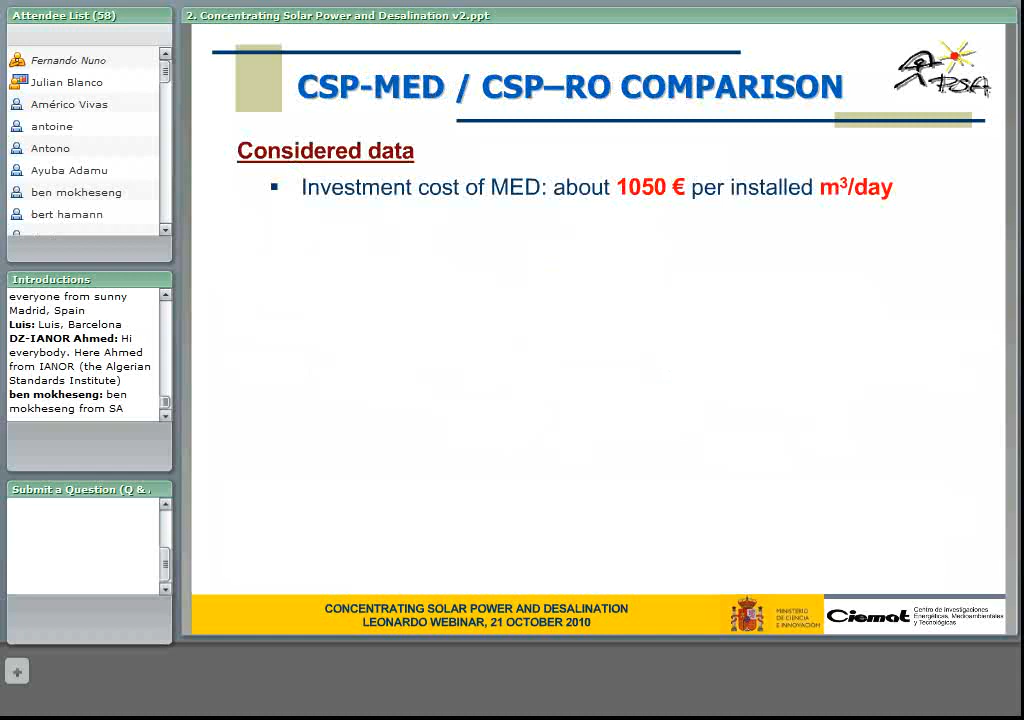 Attendee List (58)
Fernando Nuno
Julian Blanco
Américo Vivas
antoine
Antono
Ayuba Adamu
ben mokheseng
bert hamann
Introductions
everyone from sunny
Madrid, Spain
Luis: Luis, Barcelona
DZ-IANOR Ahmed: Hi
everybody. Here Ahmed
from IANOR (the Algerian
Standards Institute)
ben mokheseng: ben
mokheseng from SA
Submit a Question (Q & .
2. Concentrating Solar Power and Desalination v2.ppt
CSP-MED / CSP–RO COMPARISON
PSA
Considered data
▪ Investment cost of MED: about 1050 € per installed m³/day
CONCENTRATING SOLAR POWER AND DESALINATION
LEONARDO WEBINAR, 21 OCTOBER 2010
MINISTERIO
DE CIENCIA
E INNOVACIÓN
Ciemat
Centro de Investigaciones
Energéticas, Medioambientales
y Tecnológicas